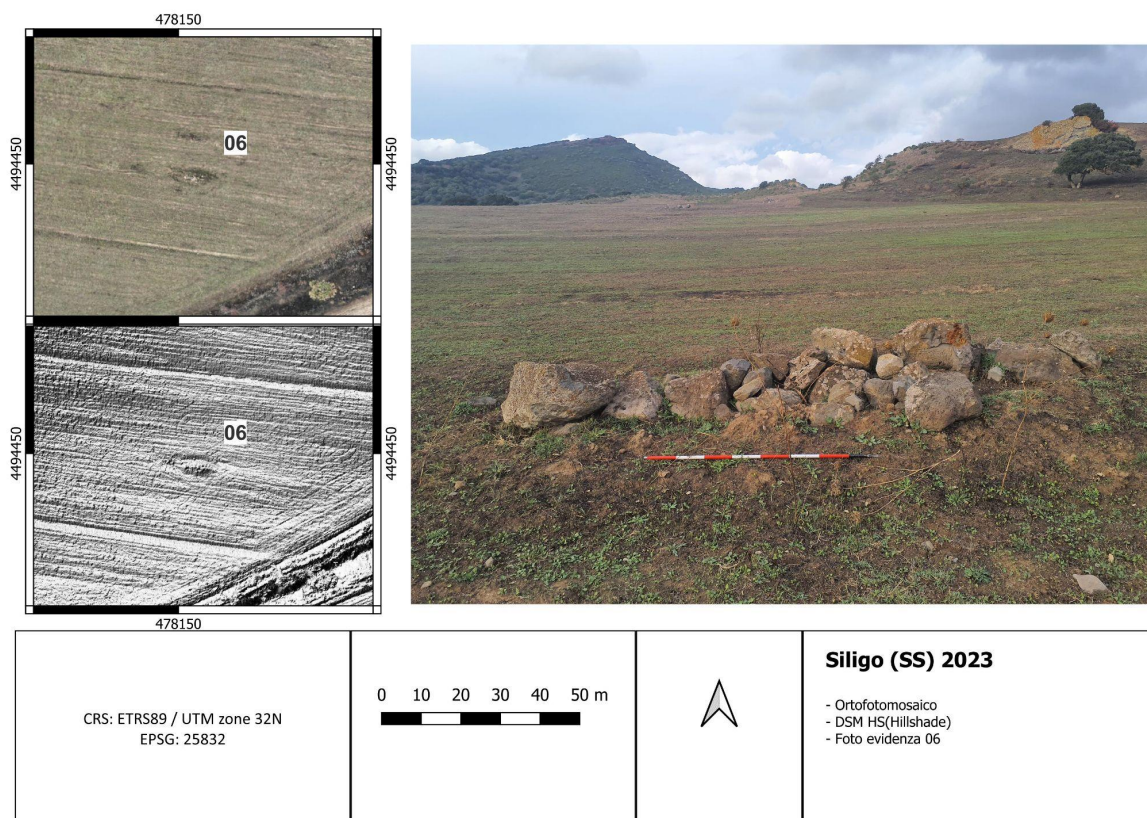 478150
4494450
06
4494450
4494450
06
4494450
478150
CRS: ETRS89 / UTM zone 32N
EPSG: 25832
0 10 20 30 40 50 m
Siligo (SS) 2023
- Ortofotomosaico
- DSM HS(Hillshade)
- Foto evidenza 06